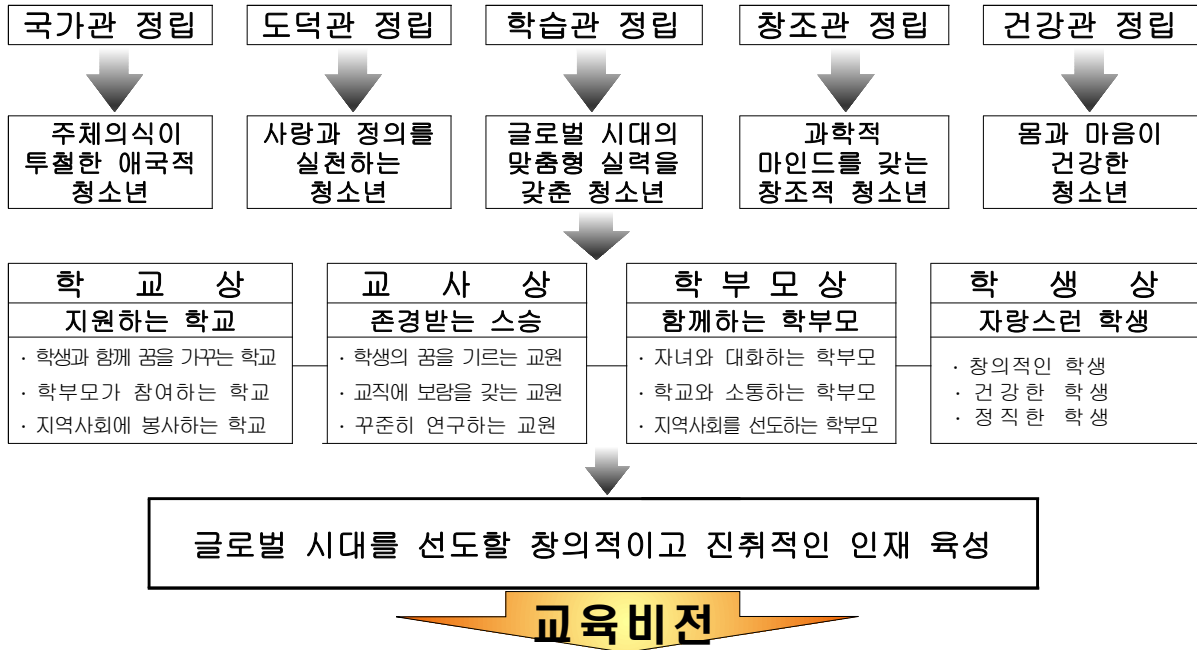 국가관 정립
도덕관 정립
학습관 정립
창조관 정립
건강관 정립
주체의식이
투철한 애국적
청소년
사랑과 정의를
실천하는
청소년
글로벌 시대의
맞춤형 실력을
갖춘 청소년
과학적
마인드를 갖는
창조적 청소년
몸과 마음이
건강한
청소년
학 교 상
지원하는 학교
· 학생과 함께 꿈을 가꾸는 학교
· 학부모가 참여하는 학교
· 지역사회에 봉사하는 학교
교 사 상
존경받는 스승
· 학생의 꿈을 기르는 교원
· 교직에 보람을 갖는 교원
· 꾸준히 연구하는 교원
학 부 모 상
함께하는 학부모
· 자녀와 대화하는 학부모
· 학교와 소통하는 학부모
· 지역사회를 선도하는 학부모
학 생 상
자랑스런 학생
· 창의적인 학생
· 건강한 학생
· 정직한 학생
글로벌 시대를 선도할 창의적이고 진취적인 인재 육성
교육비전